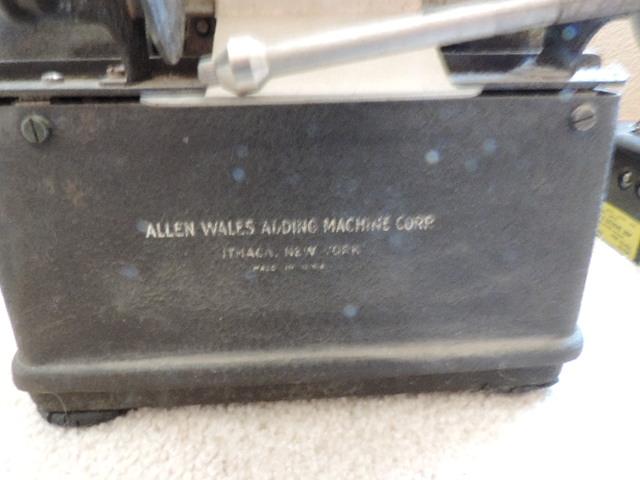 ALLEN WALES ADDING MACHINE CORP.
ITHACA, NEW YORK
MADE IN U.S.A.